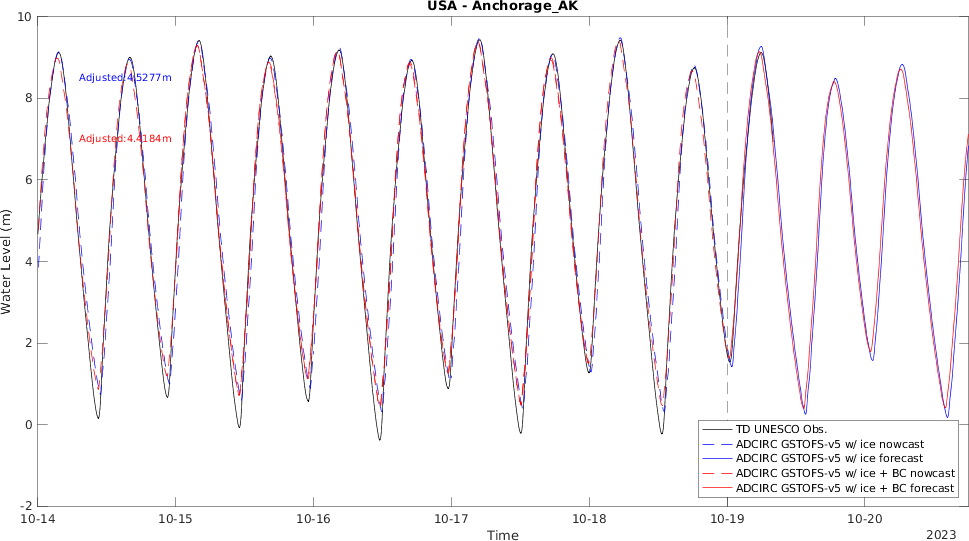 USA - Anchorage_AK
10
8
6
4
2
0
-2
Water Level (m)
Adjusted:4.5277m
Adjusted:4.4184m
TD UNESCO Obs.
ADCIRC GSTOFS-v5 w/ ice nowcast
ADCIRC GSTOFS-v5 w/ ice forecast
ADCIRC GSTOFS-v5 w/ ice + BC nowcast
ADCIRC GSTOFS-v5 w/ ice + BC forecast
10-14 10-15 10-16 10-17 10-18 10-19 10-20
Time
2023